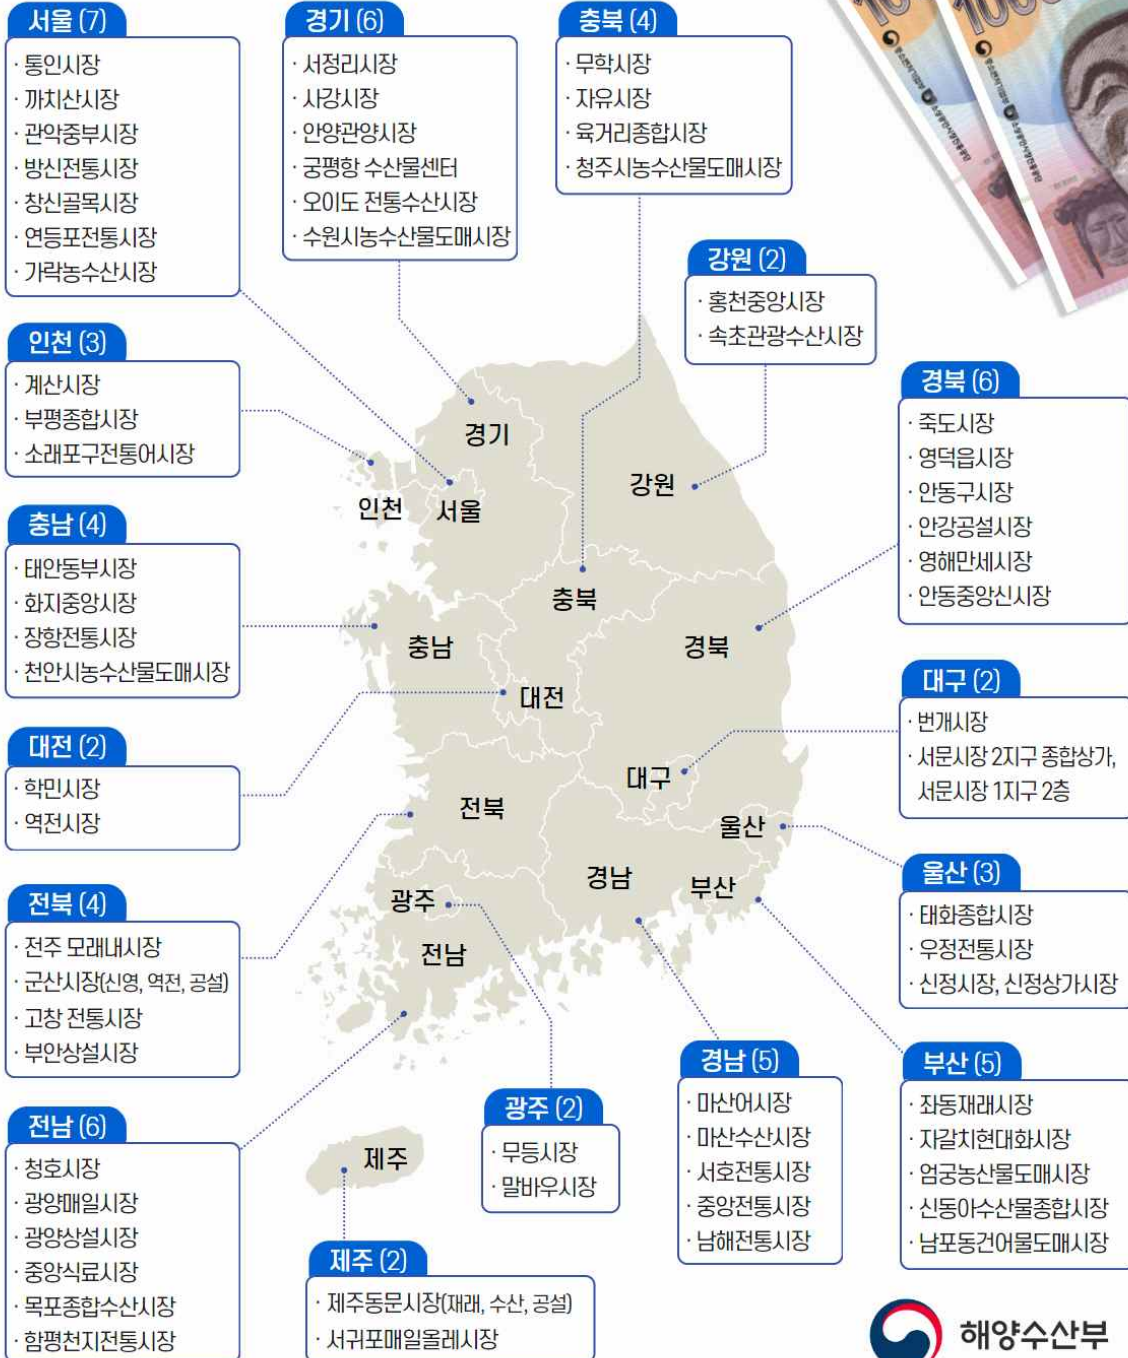 서울 (7)
· 통인시장
· 까치산시장
· 관악중부시장
· 방신전통시장
· 창신골목시장
· 연등포전통시장
· 가락농수산시장
경기 (6)
· 서정리시장
· 사강시장
· 안양관양시장
· 궁평항 수산물센터
· 오이도 전통수산시장
· 수원시농수산물도매시장
충북 (4)
· 무학시장
· 자유시장
· 육거리종합시장
· 청주시농수산물도매시장
강원 (2)
· 홍천중앙시장
· 속초관광수산시장
인천 (3)
· 계산시장
· 부평종합시장
· 소래포구전통어시장
경북 (6)
· 죽도시장
· 영덕읍시장
· 안동구시장
· 안강공설시장
· 영해만세시장
· 안동중앙신시장
충남 (4)
· 태안동부시장
· 화지중앙시장
· 장항전통시장
· 천안시농수산물도매시장
대구 (2)
· 번개시장
· 서문시장 2지구 종합상가,
서문시장 1지구 2층
대전 (2)
· 학민시장
· 역전시장
울산 (3)
· 태화종합시장
· 우정전통시장
· 신정시장, 신정상가시장
전북 (4)
· 전주 모래내시장
· 군산시장(신영, 역전, 공설)
· 고창 전통시장
· 부안상설시장
경기
강원
인천
서울
충북
충남
경북
대전
대구
전북
울산
경남
부산
광주
전남
제주
전남 (6)
· 청호시장
· 광양매일시장
· 광양상설시장
· 중앙식료시장
· 목포종합수산시장
· 함평천지전통시장
광주 (2)
· 무등시장
· 말바우시장
경남 (5)
· 마산어시장
· 마산수산시장
· 서호전통시장
· 중앙전통시장
· 남해전통시장
부산 (5)
· 좌동재래시장
· 자갈치현대화시장
· 엄궁농산물도매시장
· 신동아수산물종합시장
· 남포동건어물도매시장
제주 (2)
· 제주동문시장(재래, 수산, 공설)
· 서귀포매일올레시장
해양수산부